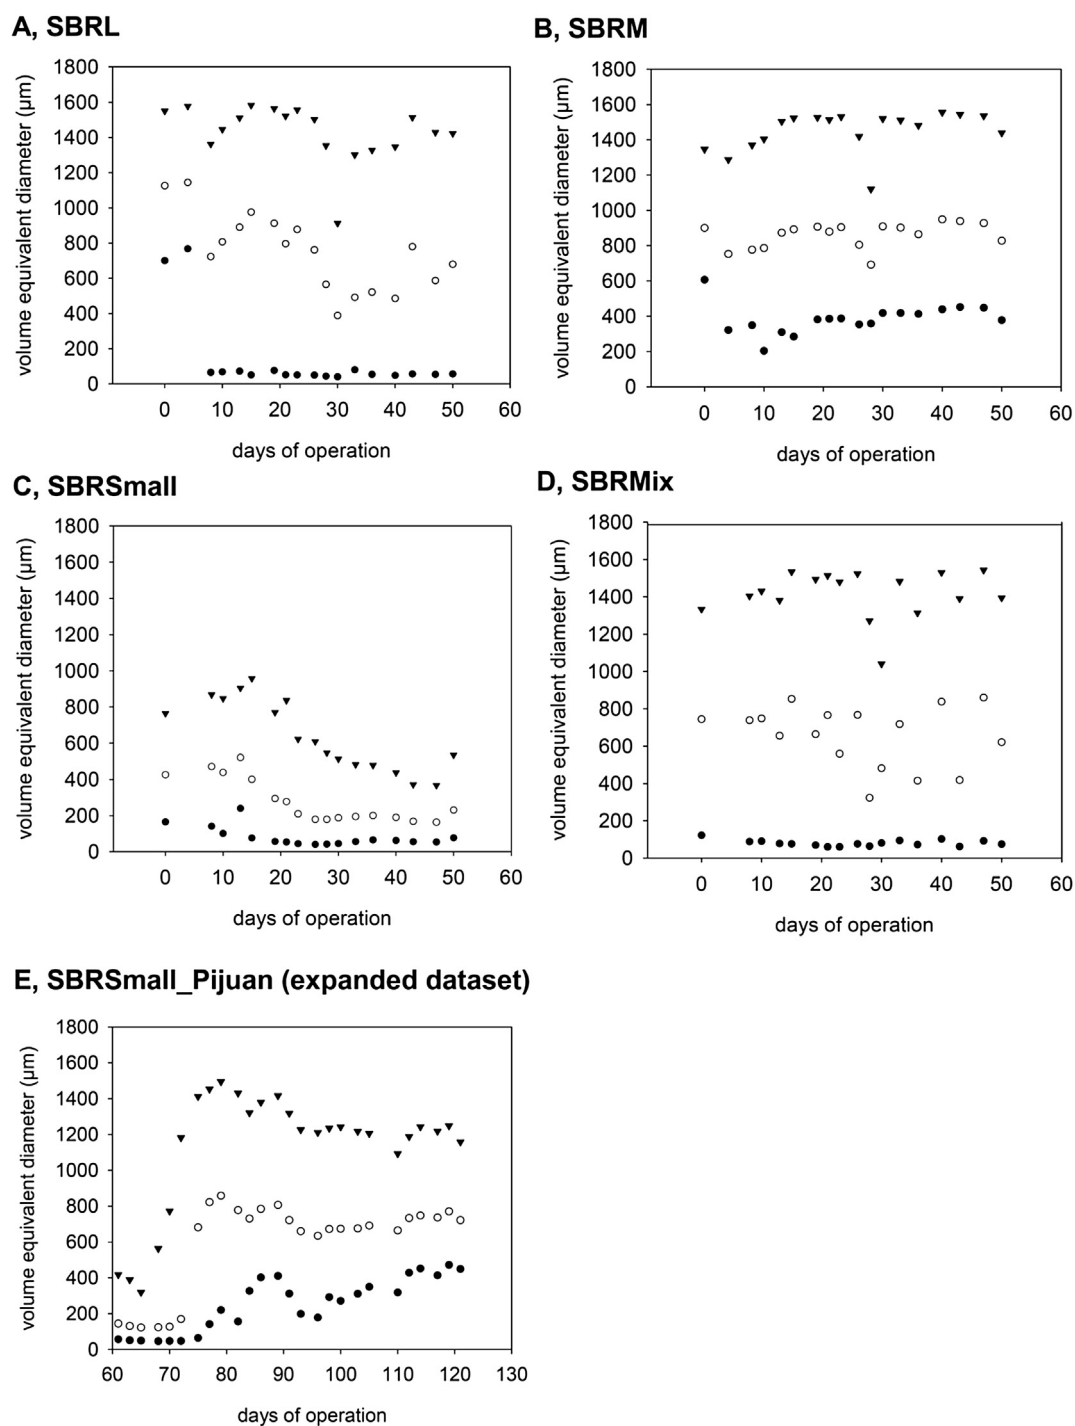 A, SBRL
volume equivalent diameter (µm)
1800
1600
1400
1200
1000
800
600
400
200
0
0 10 20 30 40 50 60
days of operation
B, SBRM
volume equivalent diameter (µm)
1800
1600
1400
1200
1000
800
600
400
200
0
0 10 20 30 40 50 60
days of operation
C, SBRSmall
volume equivalent diameter (µm)
1800
1600
1400
1200
1000
800
600
400
200
0
0 10 20 30 40 50 60
days of operation
D, SBRMix
volume equivalent diameter (µm)
1800
1600
1400
1200
1000
800
600
400
200
0
0 10 20 30 40 50 60
days of operation
E, SBRSmall_Pijuan (expanded dataset)
volume equivalent diameter (µm)
1800
1600
1400
1200
1000
800
600
400
200
0
60 70 80 90 100 110 120 130
days of operation